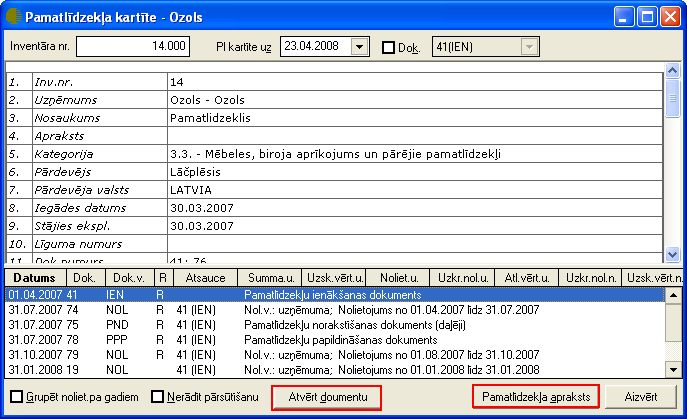 Pamatlīdzekļa kartīte - Ozols
Inventāra nr. 14.000 Pl kartīte uz 23.04.2008 Dok. 41(IEN)
1. Inv.nr. 14
2. Uzņēmums Ozols - Ozols
3. Nosaukums Pamatlidzeklis
4. Apraksts
5. Kategorija 3.3. - Mēbeles, biroja aprīkojums un pārējie pamatlīdzekļi
6. Pārdevējs Lāčplēsis
7. Pārdevēja valsts LATVIA
8. Iegādes datums 30.03.2007
9. Stājies ekspl. 30.03.2007
10. Līguma numurs
11. Dok.numurs 41; 76
Datums Dok. Dok.v. R Atsauce Summa.u. Uzsk.vērt.u. Noliet.u. Uzkr.nol.u. Atl.vērt.u. Uzkr.nol.n. Uzsk.vērt.n.
01.04.2007 41 IEN R Pamatlīdzekļu ienākšanas dokuments
31.07.2007 74 NOL R 41 (IEN) Nol.v.: uzņēmuma; Nolietojums no 01.04.2007 līdz 31.07.2007
31.07.2007 75 PND R 41 (IEN) Pamatlīdzekļu norakstīšanas dokuments (daļēji)
31.07.2007 78 PPP R 41 (IEN) Pamatlīdzekļu papildināšanas dokuments
31.10.2007 79 NOL R 41 (IEN) Nol.v.: uzņēmuma; Nolietojums no 01.08.2007 līdz 31.10.2007
31.01.2008 19 NOL 41 (IEN) Nol.v.: uzņēmuma; Nolietojums no 01.01.2008 līdz 31.01.2008
Grupēt noliet.pa gadiem Nerādīt pārsūtīšanu Atvērt doumentu Pamatlīdzekļa apraksts Aizvērt